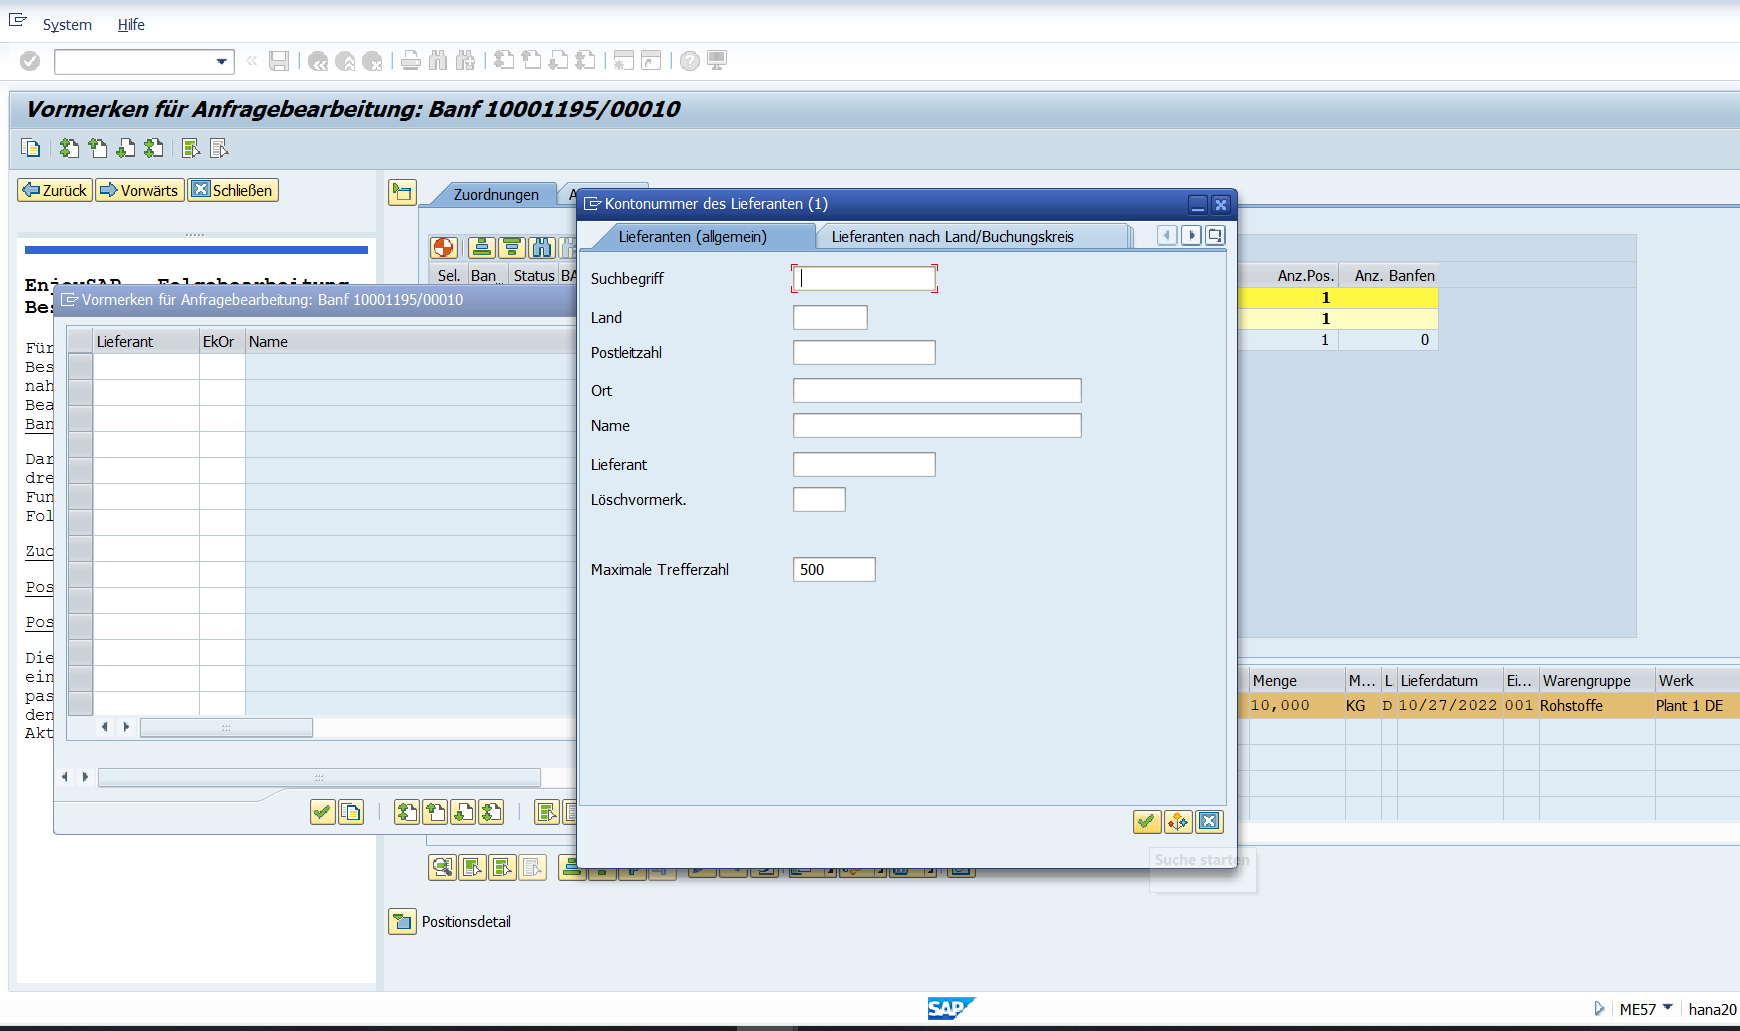 System Hilfe
Vormerken für Anfragebearbeitung: Banf 10001195/00010
Zurück Vorwärts Schließen
Zuordnungen
Sel. Ban... Status BA
Anz.Pos. Anz. Banfen
1
1
1 0
Für
Bes
nah
Bea
Ban
Dar
dre
Fun
Fol
Zuo
Pos
Pos
Die
ein
pas
den
Akt
Vormerken für Anfragebearbeitung: Banf 10001195/00010
Lieferant EkOr Name
Kontonummer des Lieferanten (1)
Lieferanten (allgemein) Lieferanten nach Land/Buchungskreis
Suchbegriff
Land
Postleitzahl
Ort
Name
Lieferant
Löschvormerk.
Maximale Trefferzahl 500
Suche starten
Menge M... L Lieferdatum Ei... Warengruppe Werk
10,000 KG D 10/27/2022 001 Rohstoffe Plant 1 DE
Positionsdetail
SAP
ME57 hana20